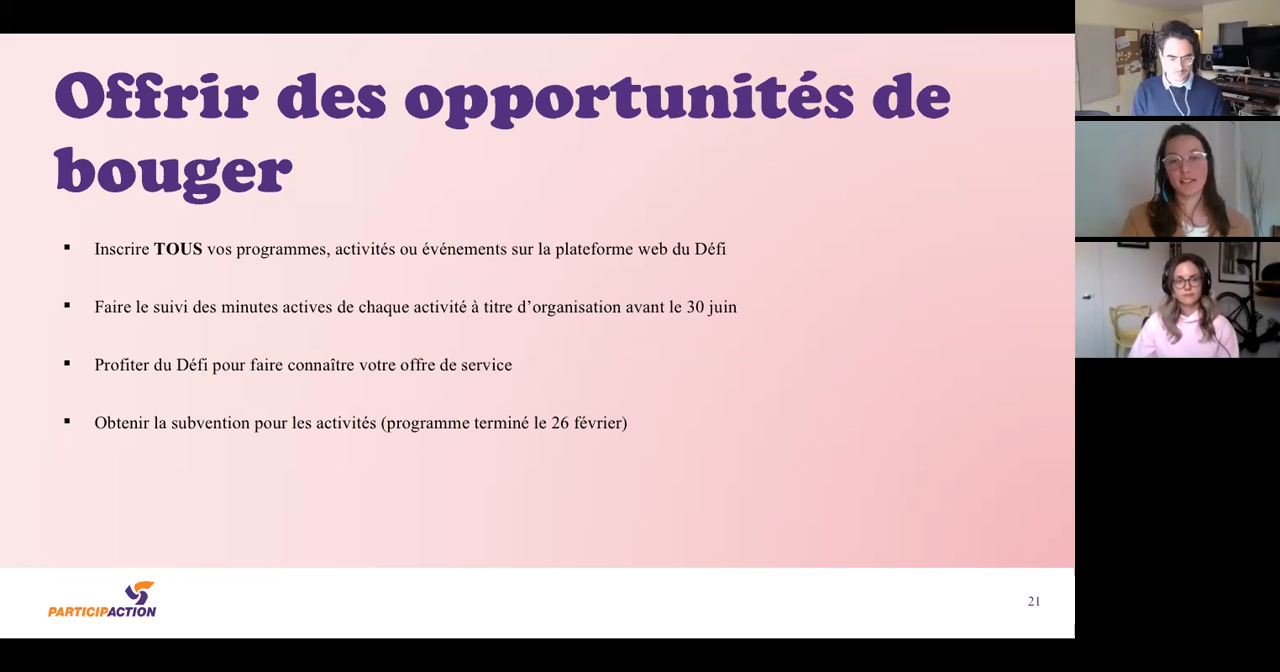 Offrir des opportunités de
bouger
▪ Inscrire TOUS vos programmes, activités ou événements sur la plateforme web du Défi
▪ Faire le suivi des minutes actives de chaque activité à titre d’organisation avant le 30 juin
▪ Profiter du Défi pour faire connaître votre offre de service
▪ Obtenir la subvention pour les activités (programme terminé le 26 février)
PARTICIPACTION
21